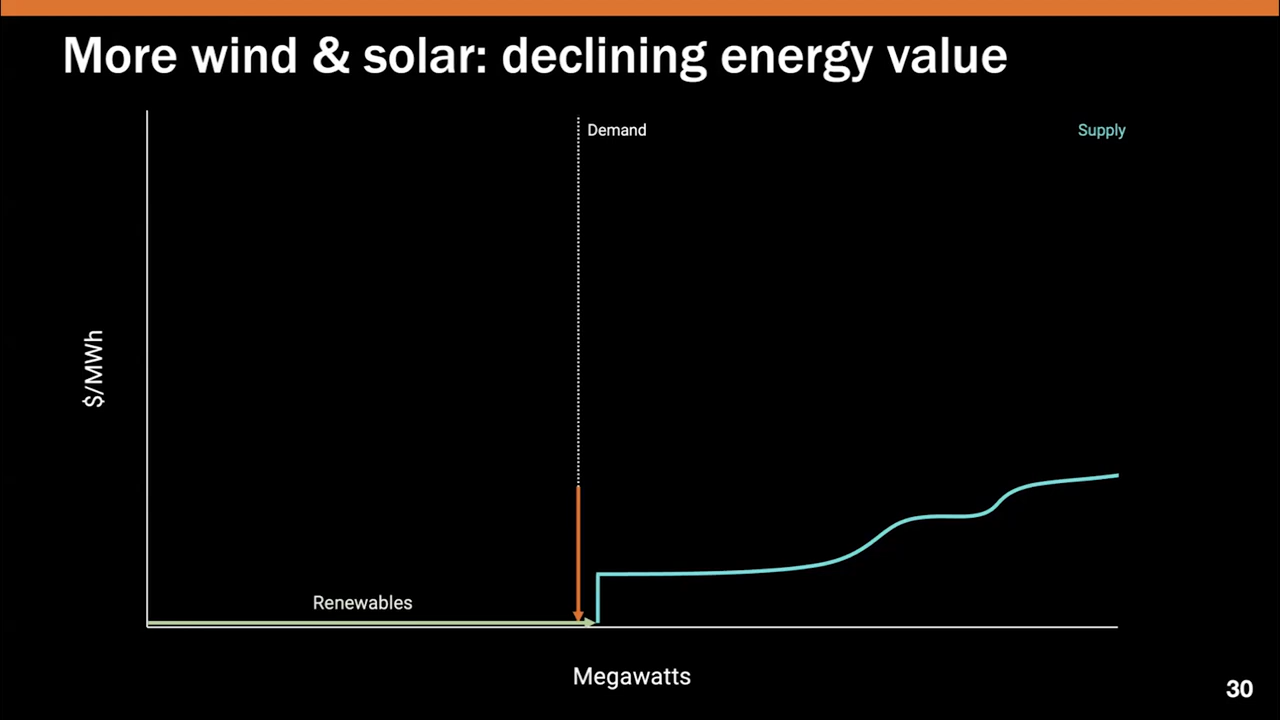 More wind & solar: declining energy value
Demand
Supply
$/MWh
Renewables
Megawatts
30